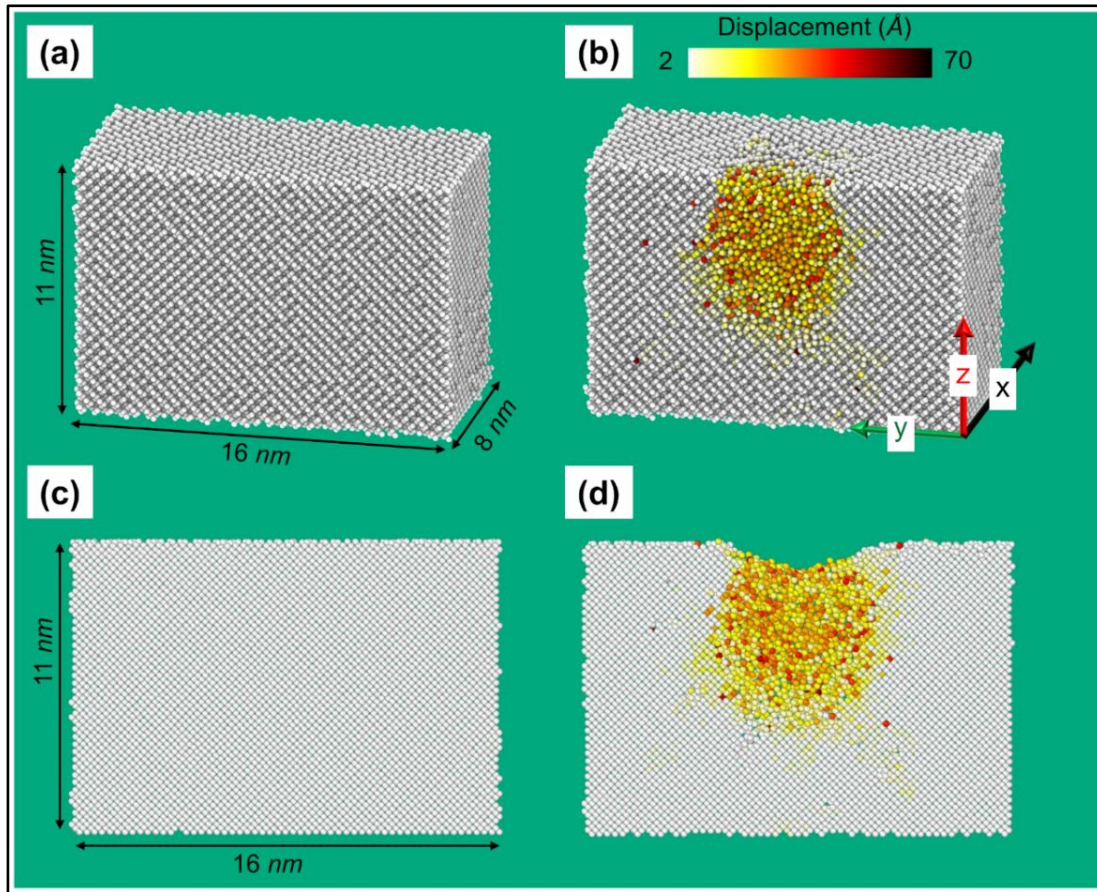 (a)
(b)
Displacement (Å)
2
70
11 nm
16 nm
8 nm
z
x
y
(c)
(d)
11 nm
16 nm